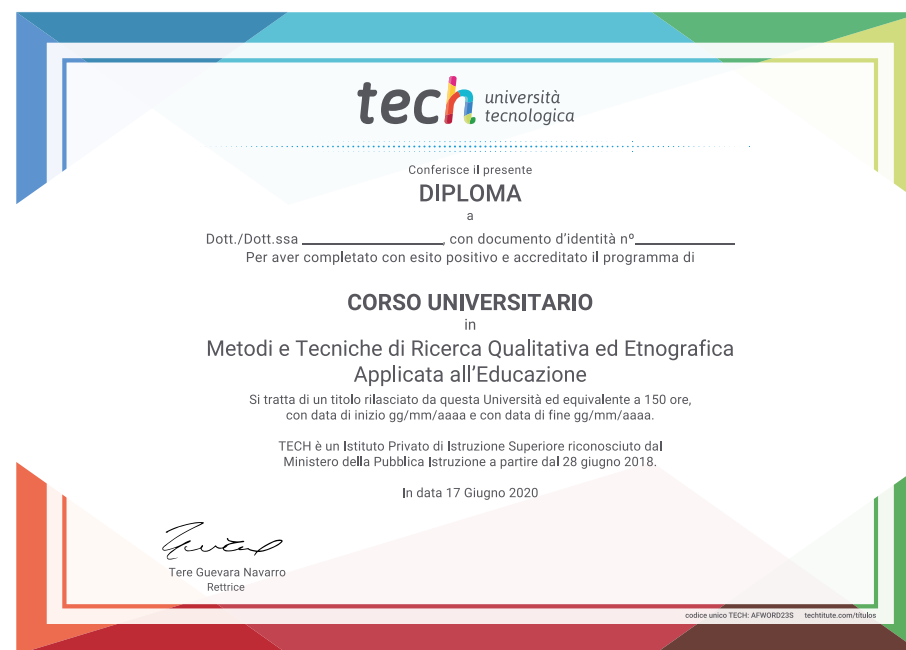 tech università
tecnologica
Conferisce il presente
DIPLOMA
a
Dott./Dott.ssa ____________________, con documento d'identità nº______________
Per aver completato con esito positivo e accreditato il programma di
CORSO UNIVERSITARIO
in
Metodi e Tecniche di Ricerca Qualitativa ed Etnografica
Applicata all'Educazione
Si tratta di un titolo rilasciato da questa Università ed equivalente a 150 ore,
con data di inizio gg/mm/aaaa e con data di fine gg/mm/aaaa.
TECH è un Istituto Privato di Istruzione Superiore riconosciuto dal
Ministero della Pubblica Istruzione a partire dal 28 giugno 2018.
In data 17 Giugno 2020
Tere Guevara Navarro
Rettrice
codice unico TECH: AFWORD23S techtitute.com/títulos